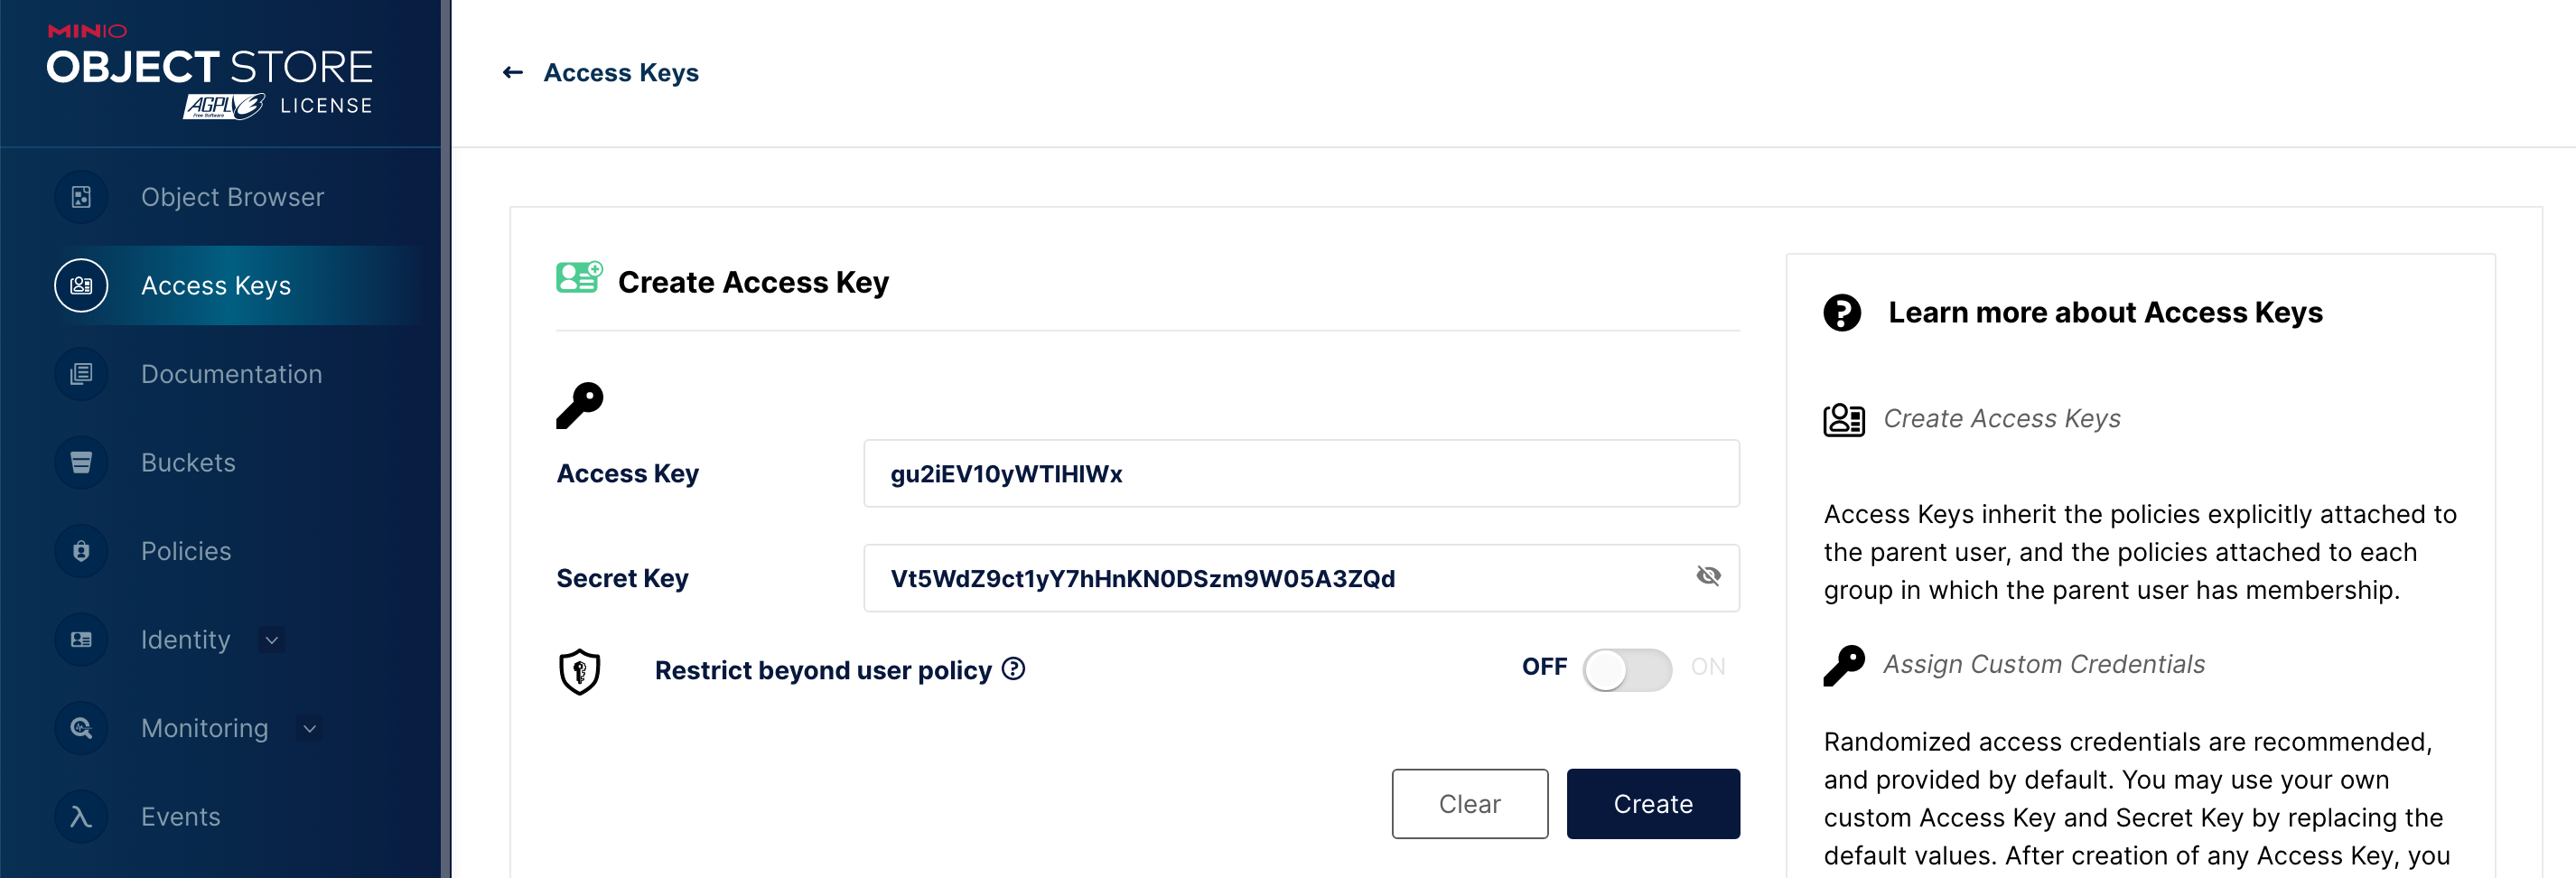 MINIO
OBJECT STORE
AGPL v3 LICENSE
Free Software
Object Browser
Access Keys
Documentation
Buckets
Policies
Identity
Monitoring
Events
Access Keys
Create Access Key
Access Key
gu2iEV10yWTIHIWx
Secret Key
Vt5WdZ9ct1yY7hHnKN0DSzm9W05A3ZQd
Restrict beyond user policy
OFF
ON
Clear
Create
Learn more about Access Keys
Create Access Keys
Access Keys inherit the policies explicitly attached to
the parent user, and the policies attached to each
group in which the parent user has membership.
Assign Custom Credentials
Randomized access credentials are recommended,
and provided by default. You may use your own
custom Access Key and Secret Key by replacing the
default values. After creation of any Access Key, you